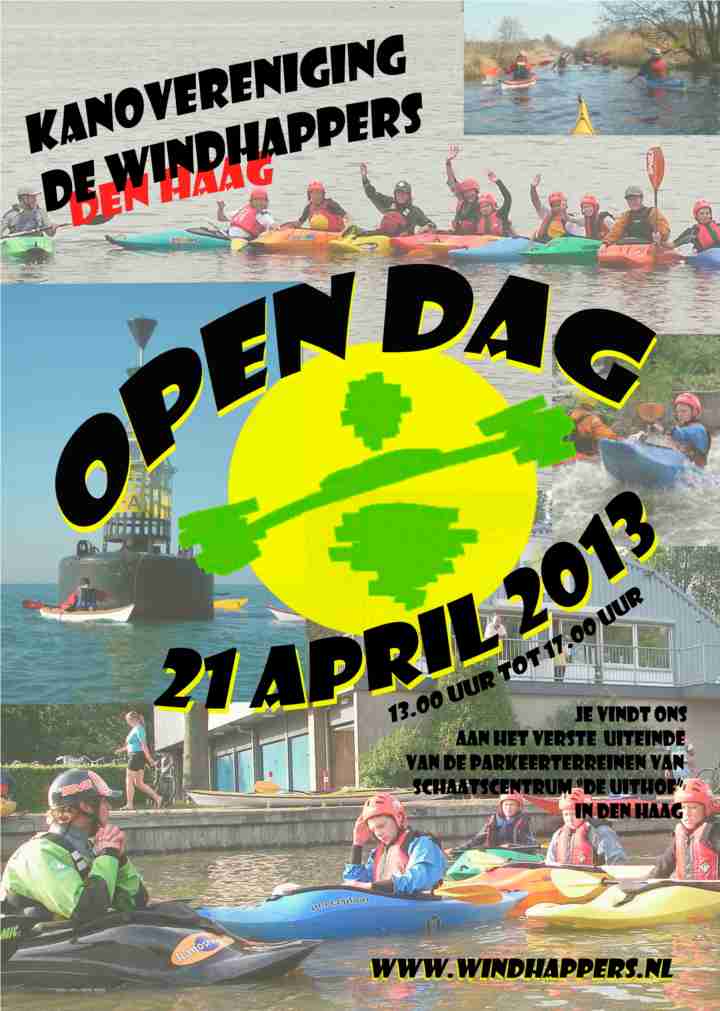 KANOVERENIGING
DE WINDHAPPERS
DEN HAAG
OPEN DAG
21 APRIL 2013
13.00 UUR TOT 17.00 UUR
JE VINDT ONS
AAN HET VERSTE UITEINDE
VAN DE PARKEERTERREINEN VAN
SCHAATSCENTRUM "DE UITHOF"
IN DEN HAAG
WWW.WINDHAPPERS.NL